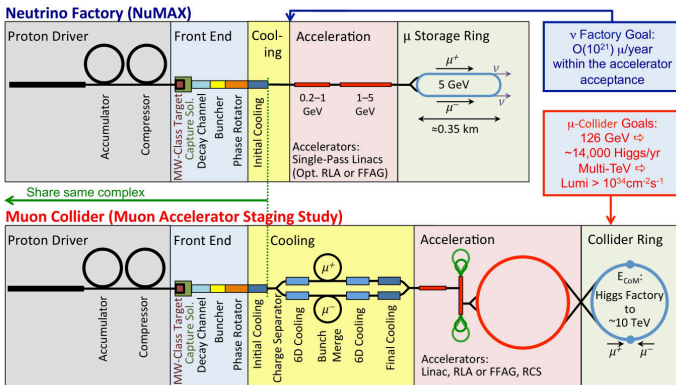 Neutrino Factory (NuMAX)
Proton Driver
Front End
Cool-
ing
Acceleration
μ Storage Ring
ν Factory Goal:
O(10²¹) μ/year
within the accelerator
acceptance
Accumulator
Compressor
MW-Class Target
Capture Sol.
Decay Channel
Buncher
Phase Rotator
Initial Cooling
0.2–1
GeV
1–5
GeV
Accelerators:
Single-Pass Linacs
(Opt. RLA or FFAG)
μ⁺
5 GeV
μ⁻
ν
ν
≈0.35 km
μ-Collider Goals:
126 GeV ⇨
~14,000 Higgs/yr
Multi-TeV ⇨
Lumi > 10³⁴cm⁻²s⁻¹
Share same complex
Muon Collider (Muon Accelerator Staging Study)
Proton Driver
Front End
Cooling
Acceleration
Collider Ring
Accumulator
Compressor
MW-Class Target
Capture Sol.
Decay Channel
Buncher
Phase Rotator
Initial Cooling
Charge Separator
6D Cooling
μ⁺
μ⁻
Bunch
Merge
6D Cooling
Final Cooling
Accelerators:
Linac, RLA or FFAG, RCS
E_CoM:
Higgs Factory
to
~10 TeV
μ⁺
μ⁻